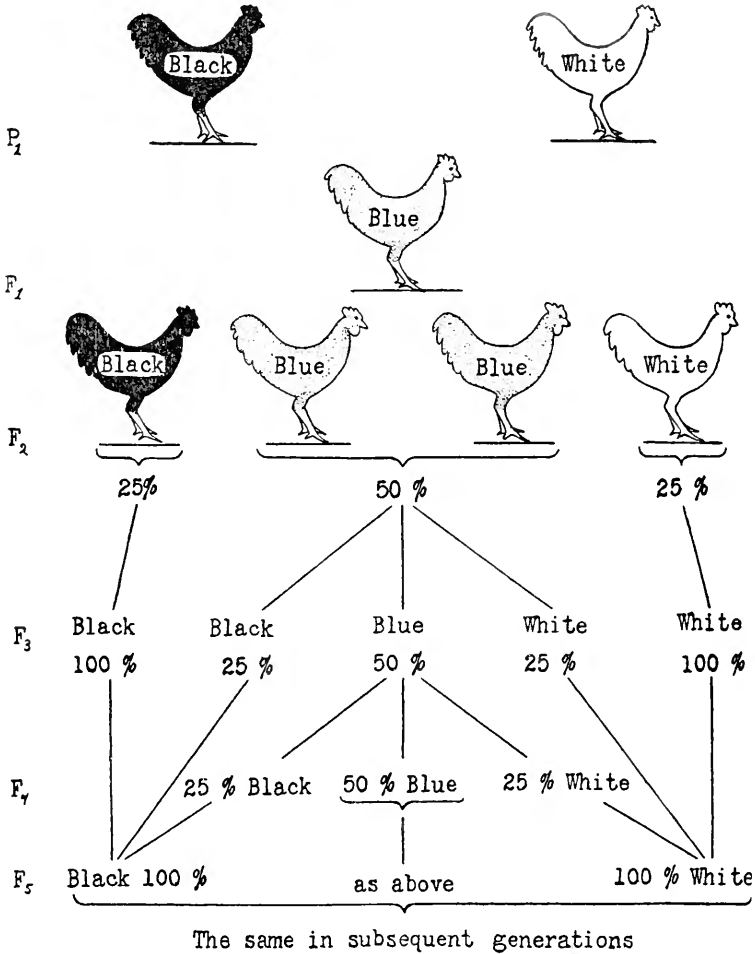 Black White
P₁
Blue
F₁
Black Blue Blue White
F₂
25% 50 % 25 %
F₃ Black Black Blue White White
100 % 25 % 50 % 25 % 100 %
F₄ 25 % Black 50 % Blue 25 % White
F₅ Black 100 % as above 100 % White
The same in subsequent generations